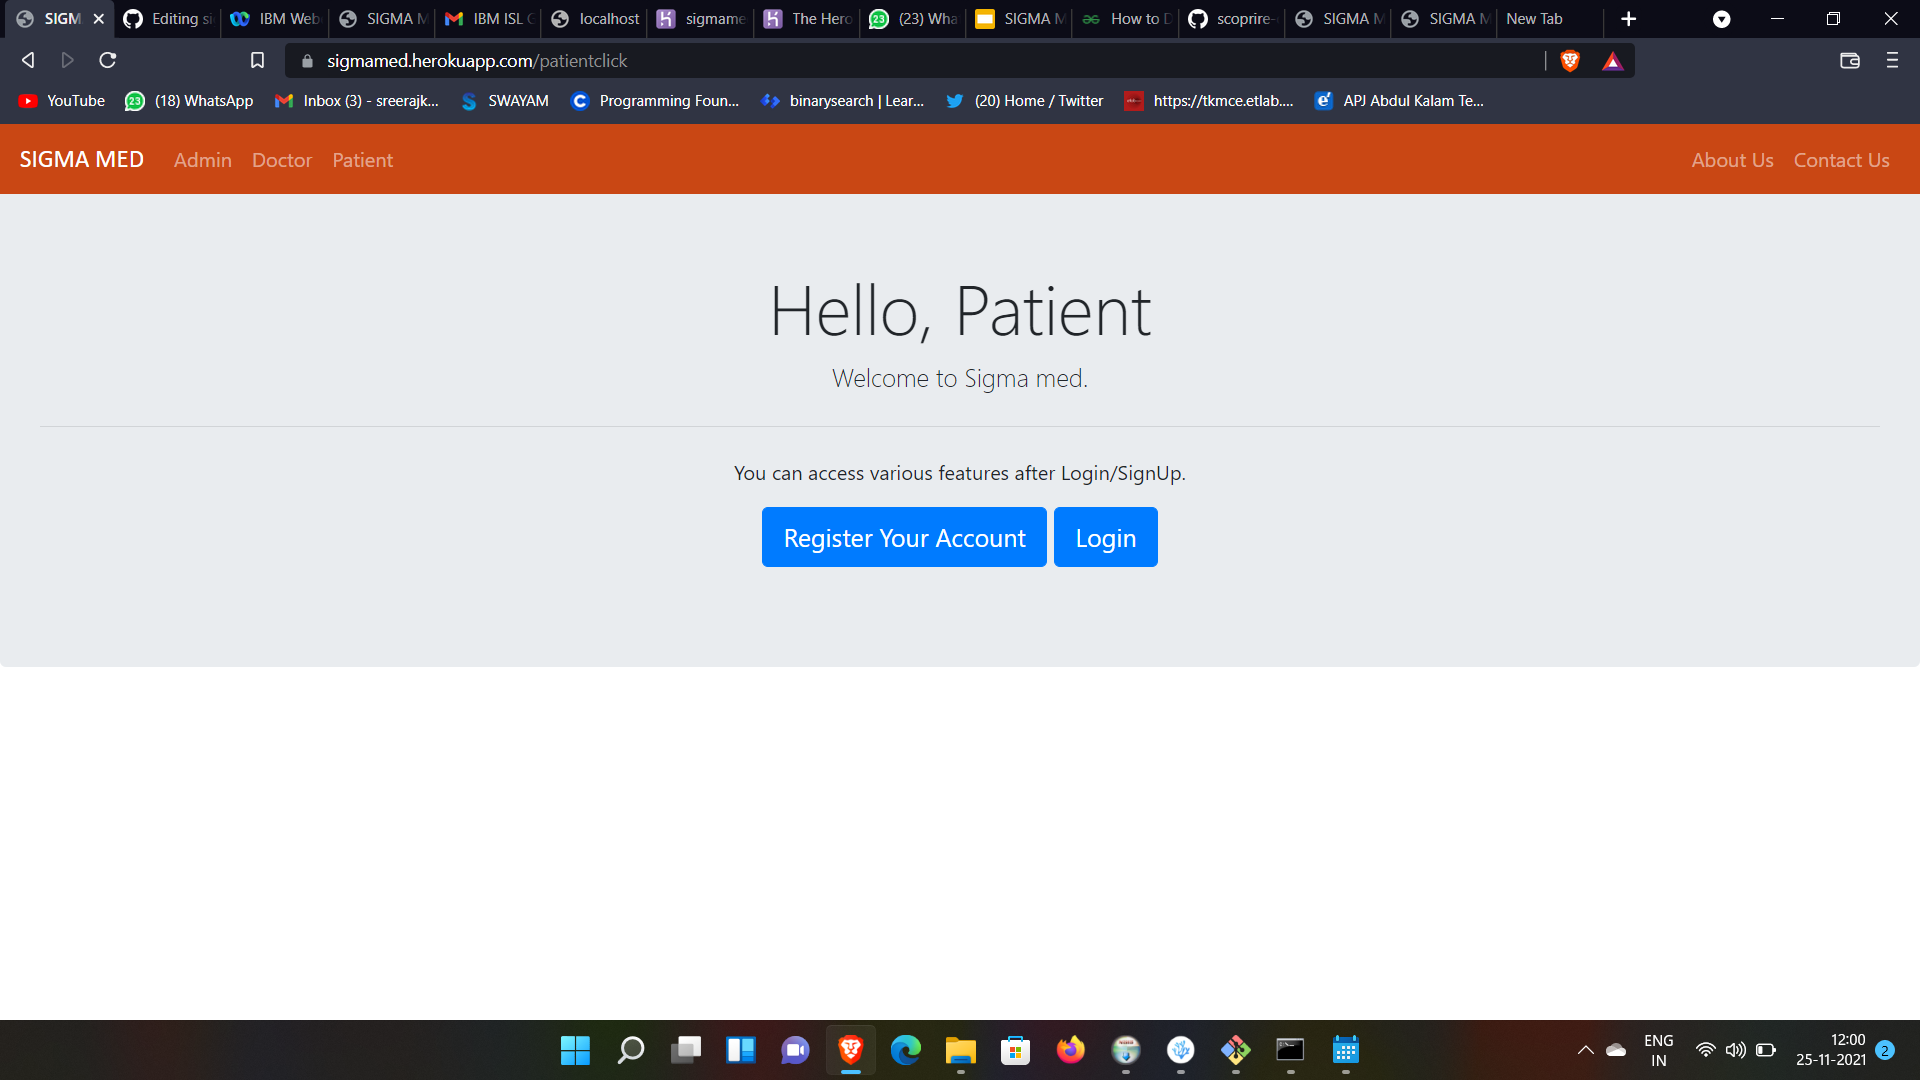 SIGM
Editing si
IBM Web
SIGMA M
IBM ISL G
localhost
sigmame
The Hero
(23) Wha
SIGMA M
How to D
scoprire-
SIGMA M
SIGMA M
New Tab
sigmamed.herokuapp.com/patientclick
YouTube
(18) WhatsApp
Inbox (3) - sreerajk...
SWAYAM
Programming Foun...
binarysearch | Lear...
(20) Home / Twitter
https://tkmce.etlab....
APJ Abdul Kalam Te...
SIGMA MED
Admin
Doctor
Patient
About Us
Contact Us
Hello, Patient
Welcome to Sigma med.
You can access various features after Login/SignUp.
Register Your Account
Login
ENG
IN
12:00
25-11-2021
2